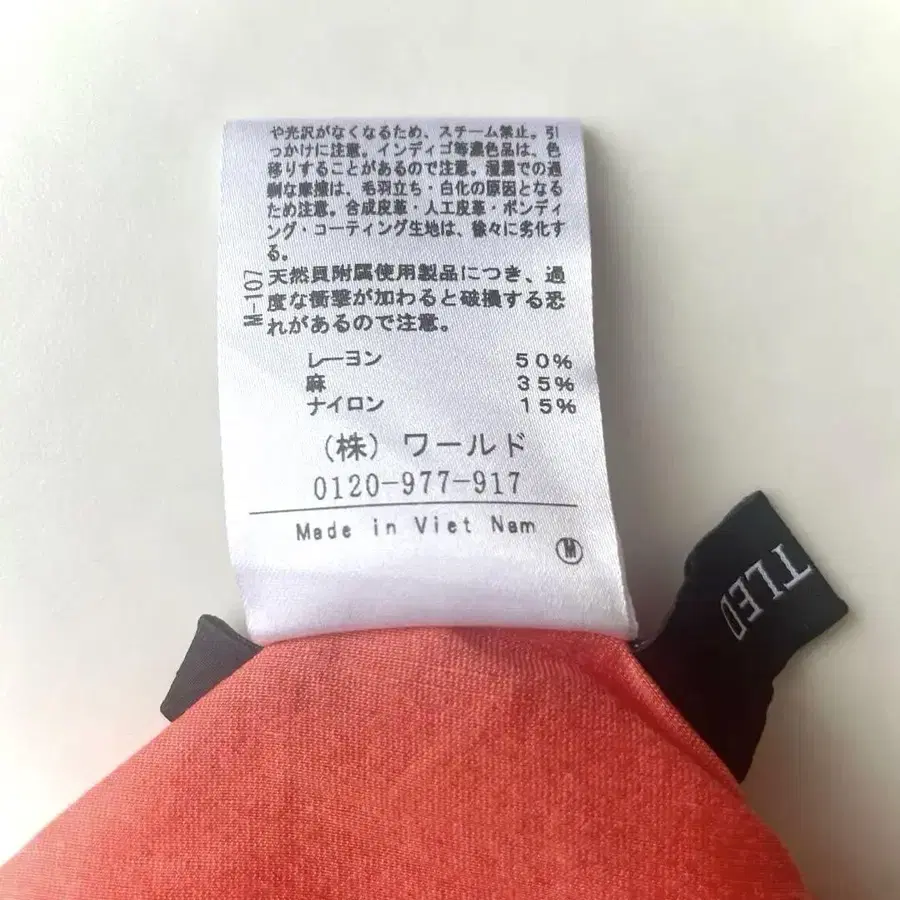 や光沢がなくなるため、スチーム禁止。引
っかけに注意。インディゴ等濃色品は、色
移りすることがあるので注意。湿潤での過
剰な摩擦は、毛羽立ち・白化の原因となる
ため注意。合成皮革・人工皮革・ボンディ
ング・コーティング生地は、徐々に劣化す
る。
天然貝附属使用製品につき、過
度な衝撃が加わると破損する恐
れがあるので注意。
M-107
レーヨン 50%
麻 35%
ナイロン 15%
(株) ワールド
0120-977-917
Made in Viet Nam
M